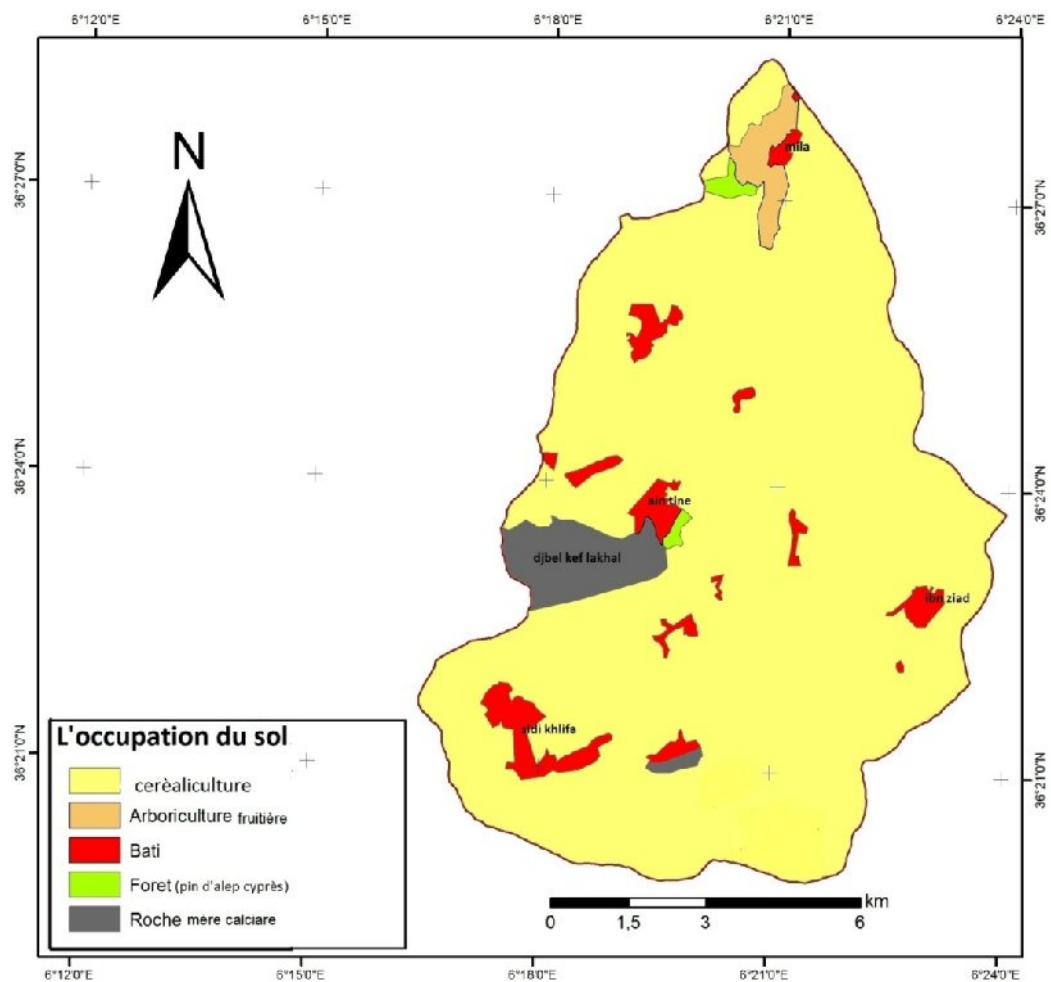 6°12'0"E 6°15'0"E 6°18'0"E 6°21'0"E 6°24'0"E
N
mila
36°27'0"N 36°27'0"N
36°24'0"N 36°24'0"N
ain tine
djbel kef lakhal
ibn ziad
sidi khlifa
36°21'0"N 36°21'0"N
L'occupation du sol
cerèaliculture
Arboriculture fruitière
Bati
Foret (pin d'alep cyprès)
Roche mère calciare
km
0 1,5 3 6
6°12'0"E 6°15'0"E 6°18'0"E 6°21'0"E 6°24'0"E